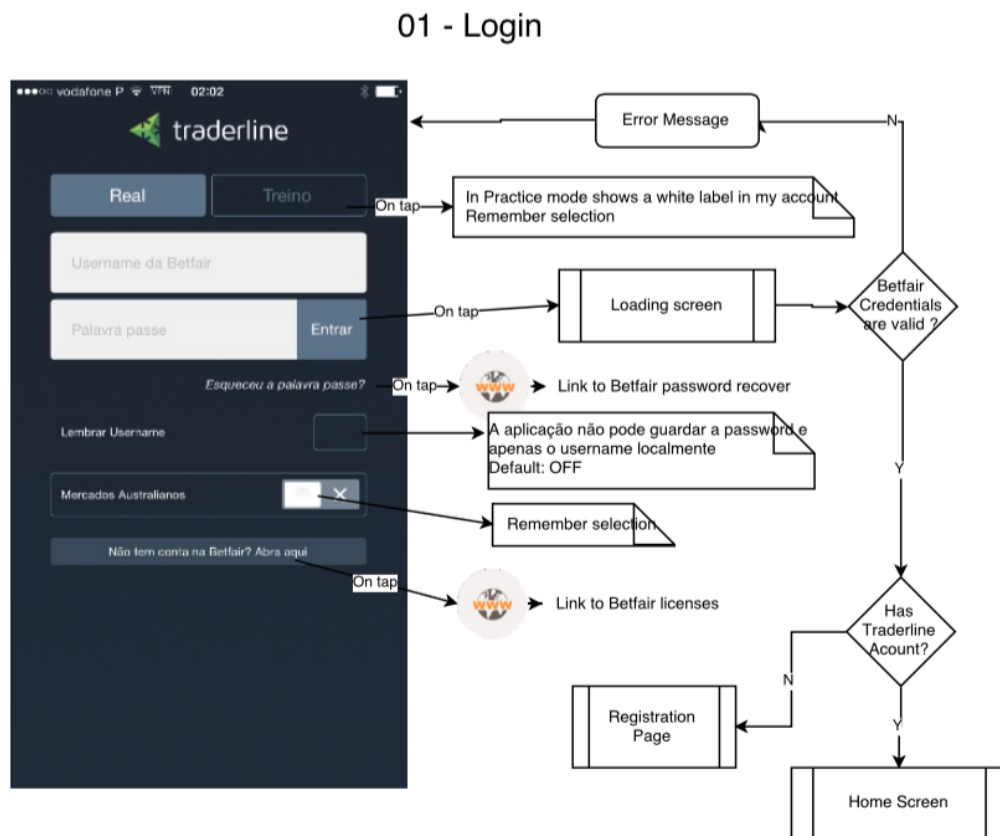 01 - Login
vodafone P VPN 02:02
traderline
Real
Treino
Username da Betfair
Palavra passe
Entrar
Esqueceu a palavra passe?
Lembrar Username
Mercados Australianos
Não tem conta na Betfair? Abra aqui
Error Message
N
On tap
In Practice mode shows a white label in my account
Remember selection
On tap
Loading screen
Betfair
Credentials
are valid ?
On tap
www
Link to Betfair password recover
A aplicação não pode guardar a password e
apenas o username localmente
Default: OFF
Y
Remember selection
On tap
www
Link to Betfair licenses
Has
Traderline
Acount?
N
Registration
Page
Y
Home Screen